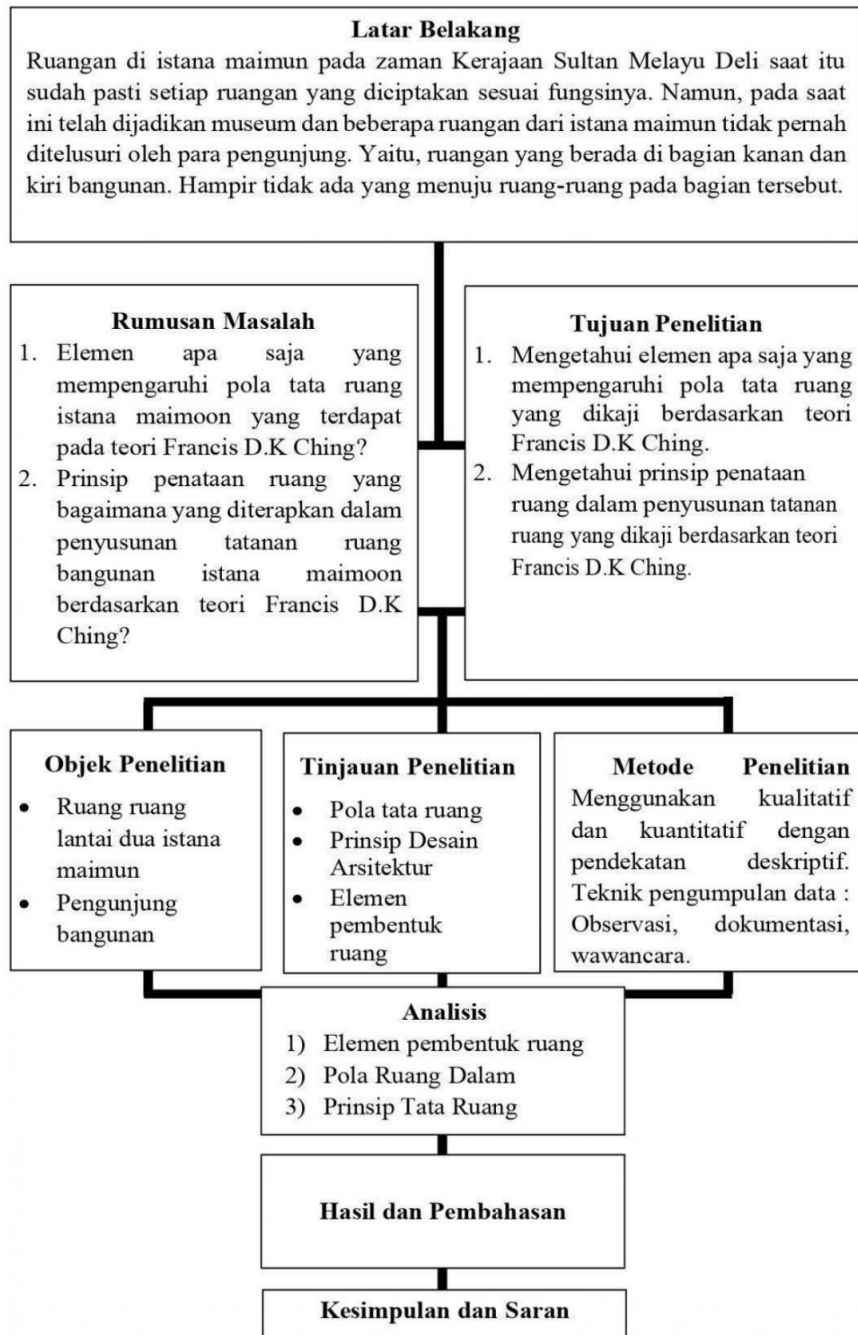 Latar Belakang
Ruangan di istana maimun pada zaman Kerajaan Sultan Melayu Deli saat itu
sudah pasti setiap ruangan yang diciptakan sesuai fungsinya. Namun, pada saat
ini telah dijadikan museum dan beberapa ruangan dari istana maimun tidak pernah
ditelusuri oleh para pengunjung. Yaitu, ruangan yang berada di bagian kanan dan
kiri bangunan. Hampir tidak ada yang menuju ruang-ruang pada bagian tersebut.
Rumusan Masalah
1. Elemen apa saja yang
mempengaruhi pola tata ruang
istana maimoon yang terdapat
pada teori Francis D.K Ching?
2. Prinsip penataan ruang yang
bagaimana yang diterapkan dalam
penyusunan tatanan ruang
bangunan istana maimoon
berdasarkan teori Francis D.K
Ching?
Tujuan Penelitian
1. Mengetahui elemen apa saja yang
mempengaruhi pola tata ruang
yang dikaji berdasarkan teori
Francis D.K Ching.
2. Mengetahui prinsip penataan
ruang dalam penyusunan tatanan
ruang yang dikaji berdasarkan teori
Francis D.K Ching.
Objek Penelitian
• Ruang ruang
lantai dua istana
maimun
• Pengunjung
bangunan
Tinjauan Penelitian
• Pola tata ruang
• Prinsip Desain
Arsitektur
• Elemen
pembentuk
ruang
Metode Penelitian
Menggunakan kualitatif
dan kuantitatif dengan
pendekatan deskriptif.
Teknik pengumpulan data :
Observasi, dokumentasi,
wawancara.
Analisis
1) Elemen pembentuk ruang
2) Pola Ruang Dalam
3) Prinsip Tata Ruang
Hasil dan Pembahasan
Kesimpulan dan Saran